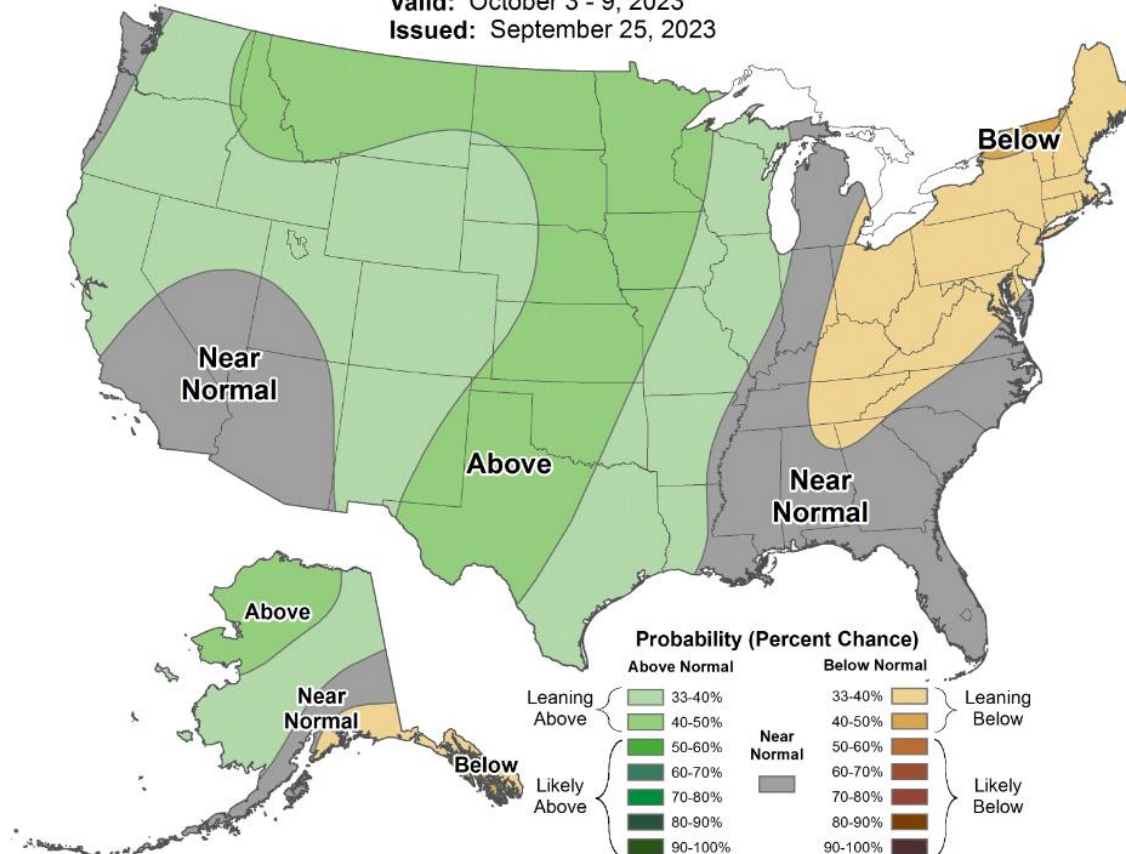 Valid: October 3 - 9, 2023
Issued: September 25, 2023
Below
Near
Normal
Above
Near
Normal
Above
Near
Normal
Below
Probability (Percent Chance)
Above Normal
Below Normal
Leaning
Above
33-40%
40-50%
Likely
Above
50-60%
60-70%
70-80%
80-90%
90-100%
Near
Normal
33-40%
40-50%
Leaning
Below
50-60%
60-70%
70-80%
80-90%
90-100%
Likely
Below